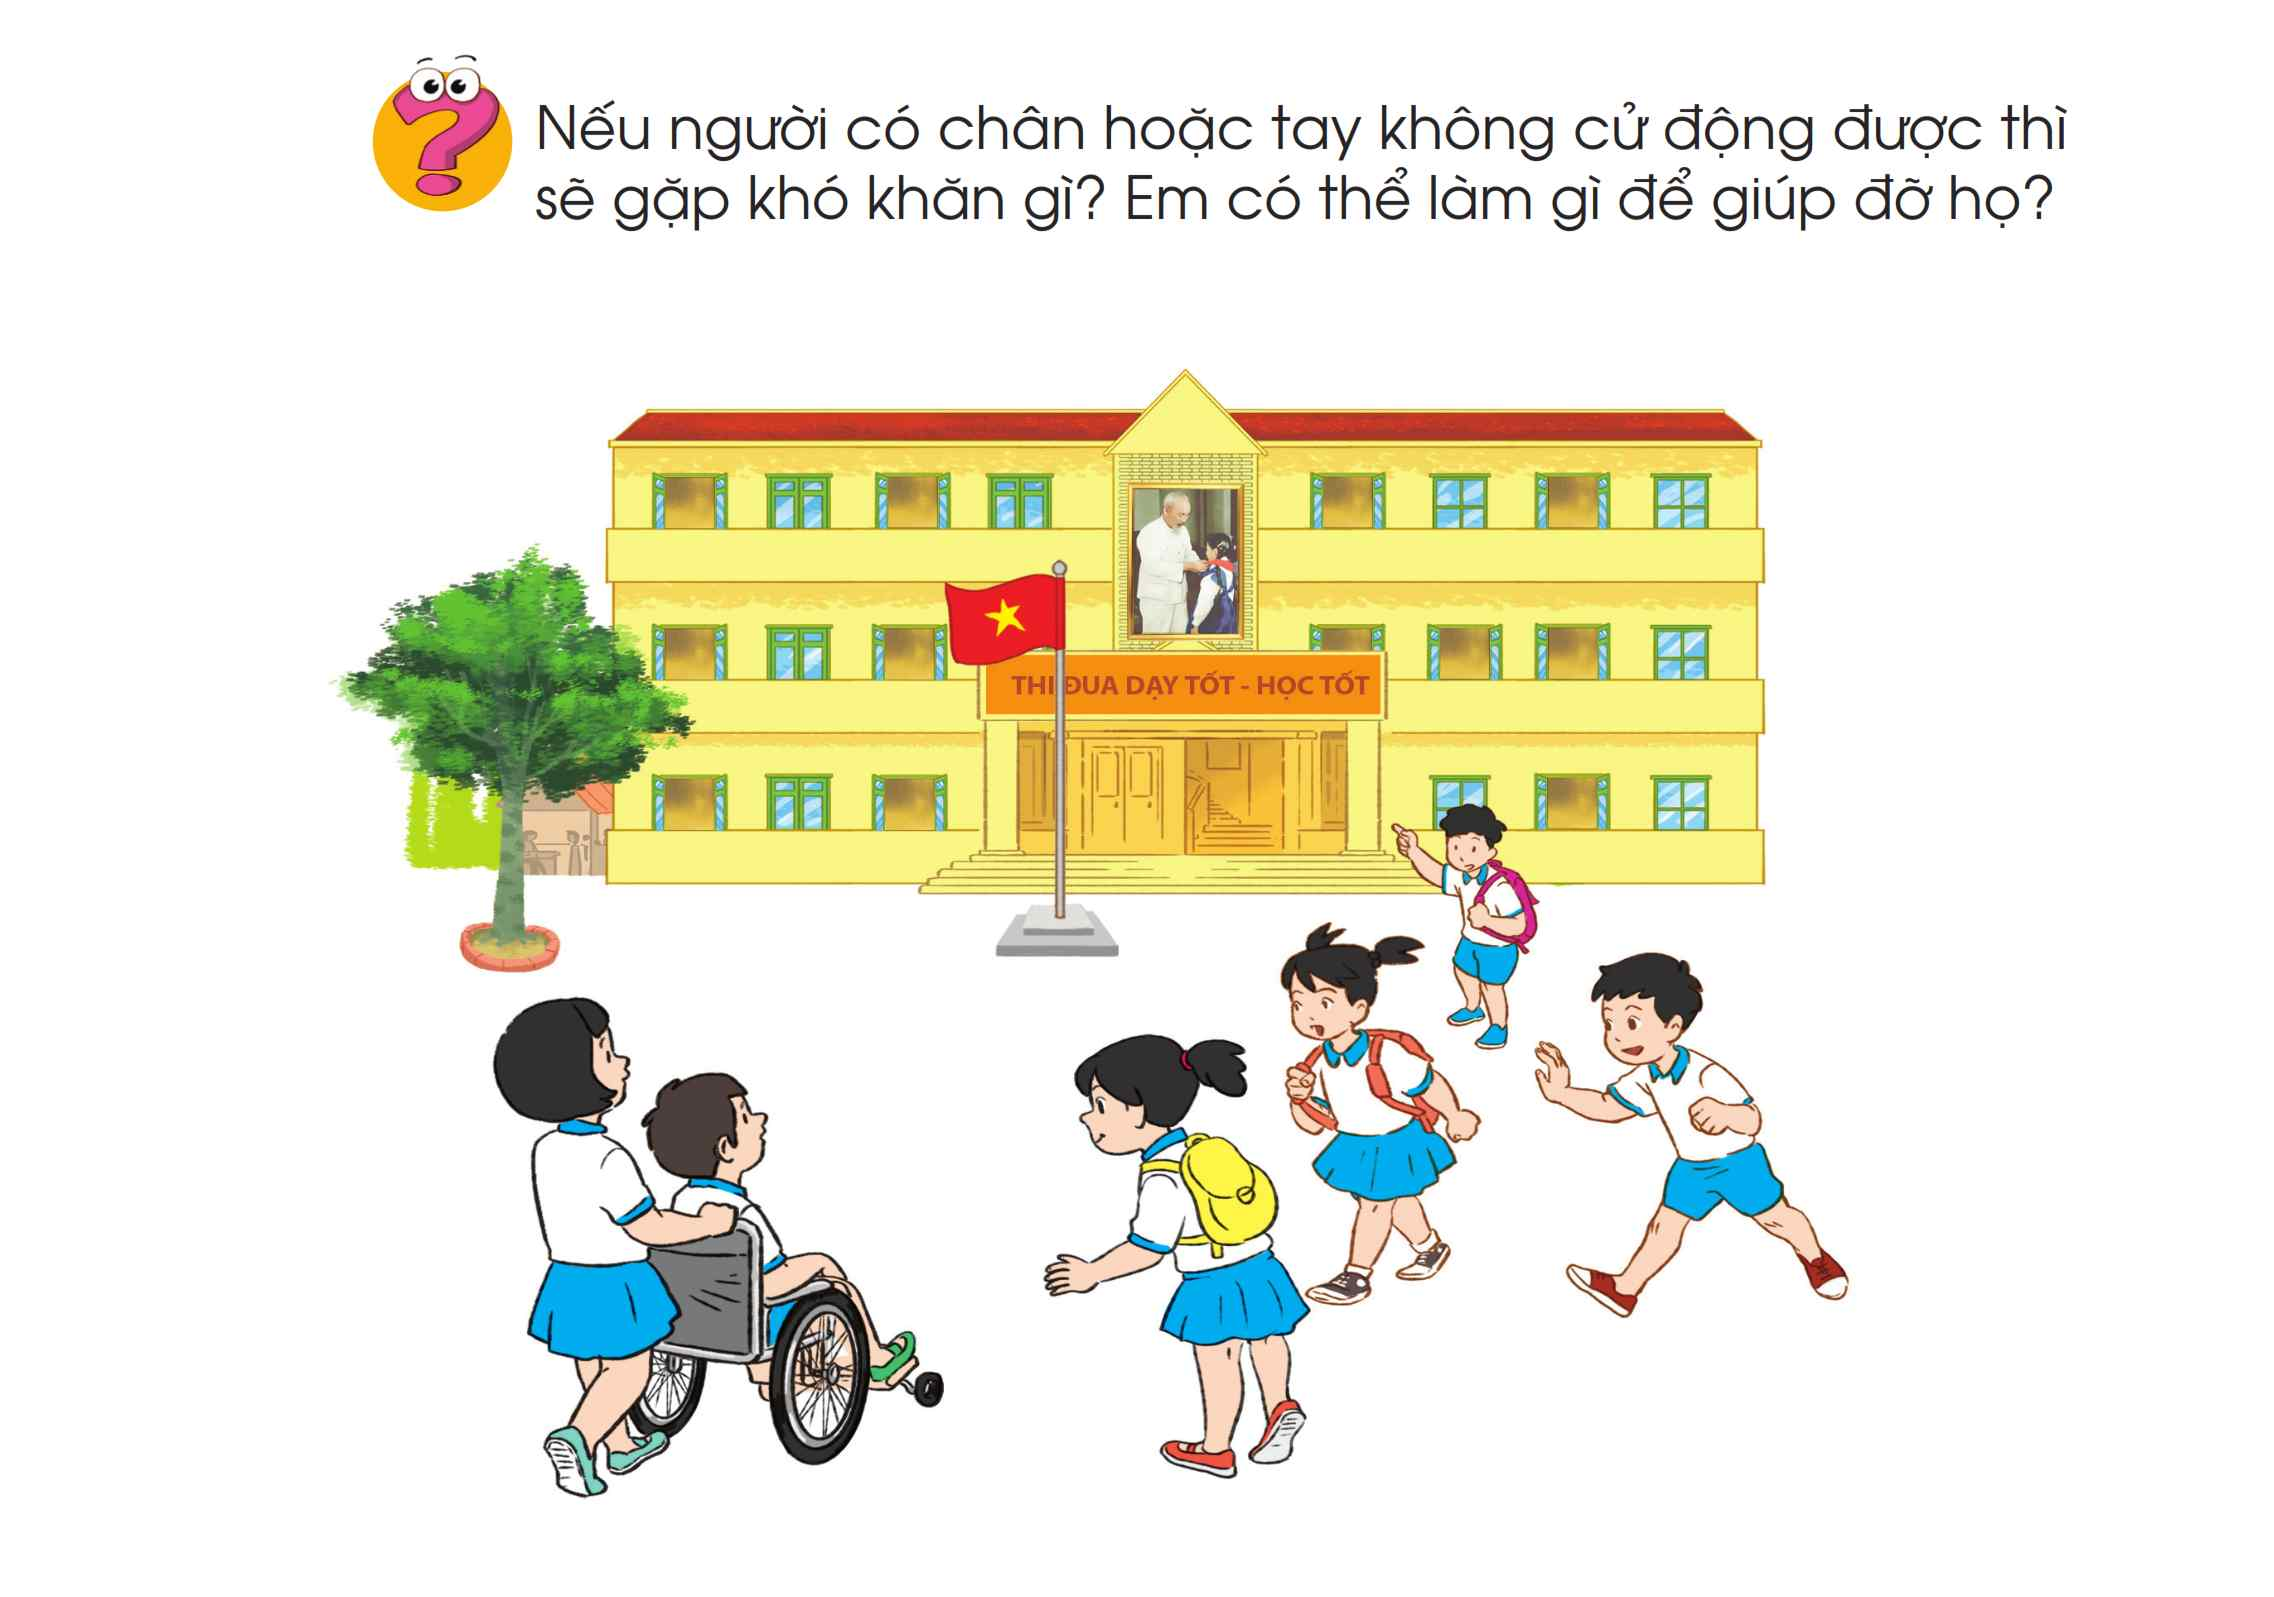 Nếu người có chân hoặc tay không cử động được thì
sẽ gặp khó khăn gì? Em có thể làm gì để giúp đỡ họ?
THI ĐUA DẠY TỐT - HỌC TỐT